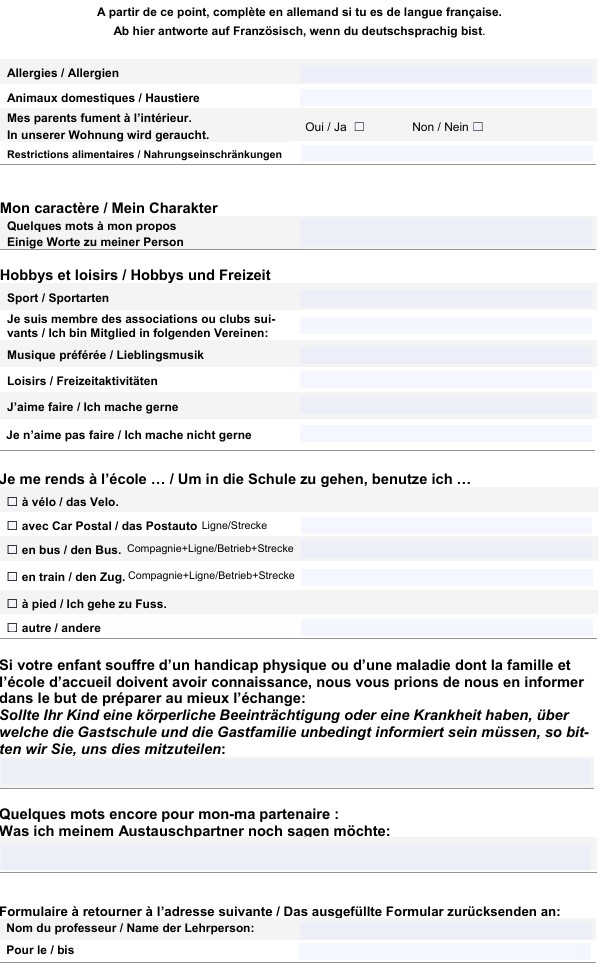 A partir de ce point, complète en allemand si tu es de langue française.
Ab hier antworte auf Französisch, wenn du deutschsprachig bist.
Allergies / Allergien
Animaux domestiques / Haustiere
Mes parents fument à l’intérieur.
In unserer Wohnung wird geraucht.
Oui / Ja ☐ Non / Nein ☐
Restrictions alimentaires / Nahrungseinschränkungen
Mon caractère / Mein Charakter
Quelques mots à mon propos
Einige Worte zu meiner Person
Hobbys et loisirs / Hobbys und Freizeit
Sport / Sportarten
Je suis membre des associations ou clubs sui-
vants / Ich bin Mitglied in folgenden Vereinen:
Musique préférée / Lieblingsmusik
Loisirs / Freizeitaktivitäten
J’aime faire / Ich mache gerne
Je n’aime pas faire / Ich mache nicht gerne
Je me rends à l’école … / Um in die Schule zu gehen, benutze ich …
☐ à vélo / das Velo.
☐ avec Car Postal / das Postauto Ligne/Strecke
☐ en bus / den Bus. Compagnie+Ligne/Betrieb+Strecke
☐ en train / den Zug. Compagnie+Ligne/Betrieb+Strecke
☐ à pied / Ich gehe zu Fuss.
☐ autre / andere
Si votre enfant souffre d’un handicap physique ou d’une maladie dont la famille et
l’école d’accueil doivent avoir connaissance, nous vous prions de nous en informer
dans le but de préparer au mieux l’échange:
Sollte Ihr Kind eine körperliche Beeinträchtigung oder eine Krankheit haben, über
welche die Gastschule und die Gastfamilie unbedingt informiert sein müssen, so bit-
ten wir Sie, uns dies mitzuteilen:
Quelques mots encore pour mon-ma partenaire :
Was ich meinem Austauschpartner noch sagen möchte:
Formulaire à retourner à l’adresse suivante / Das ausgefüllte Formular zurücksenden an:
Nom du professeur / Name der Lehrperson:
Pour le / bis